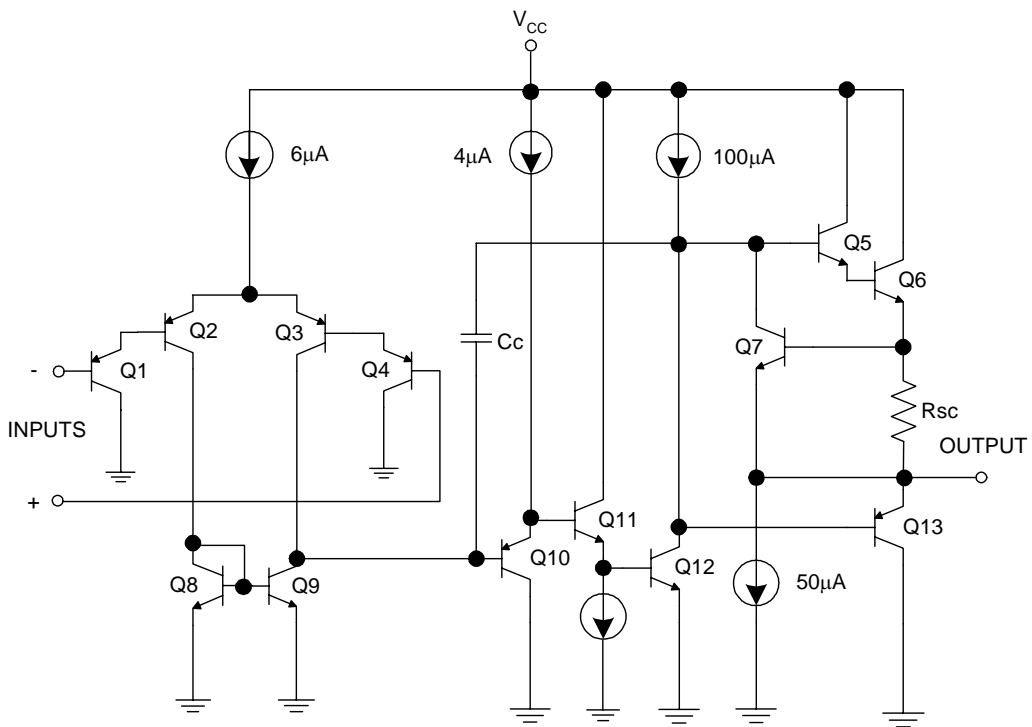 V_CC
6µA
4µA
100µA
Q5
Q6
Q2
Q3
Cc
Q7
-
Q1
Q4
Rsc
INPUTS
OUTPUT
+
Q11
Q13
Q10
Q12
Q8
Q9
50µA